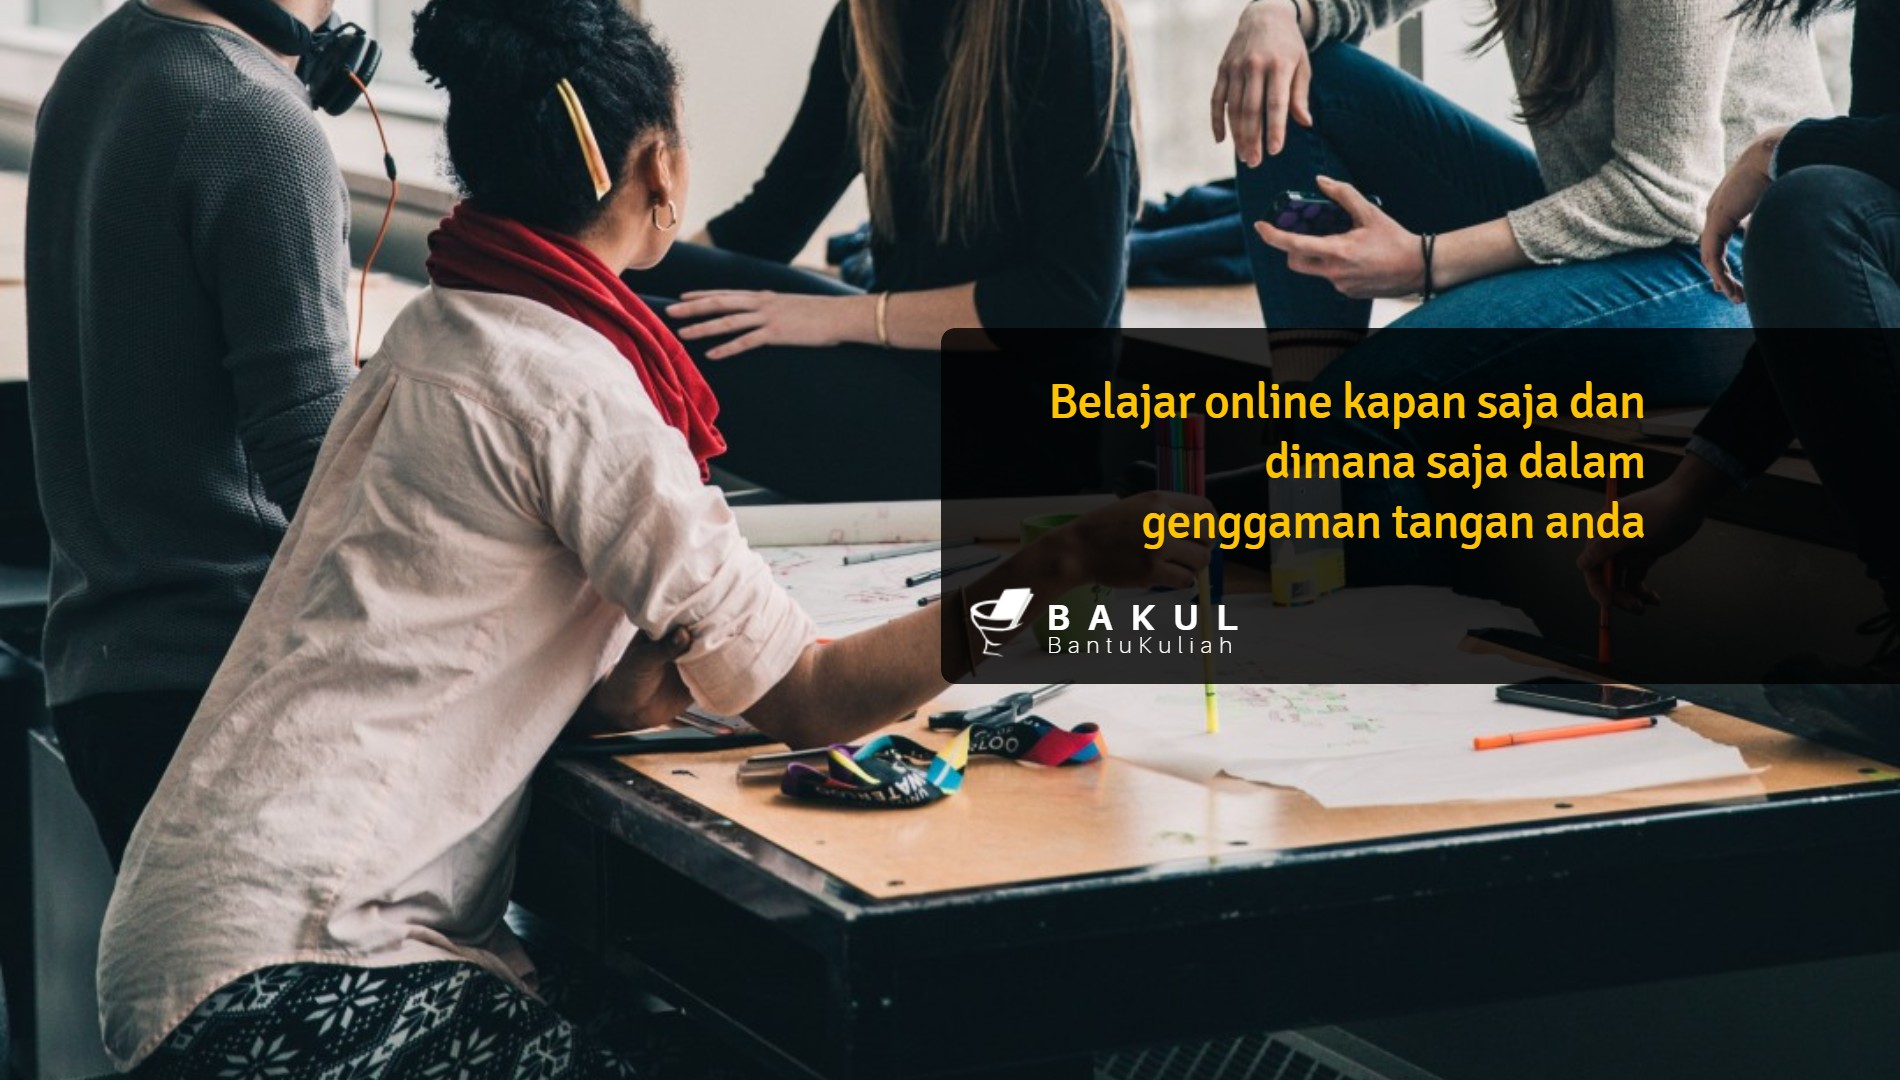 Belajar online kapan saja dan
dimana saja dalam
genggaman tangan anda
BAKUL
BantuKuliah